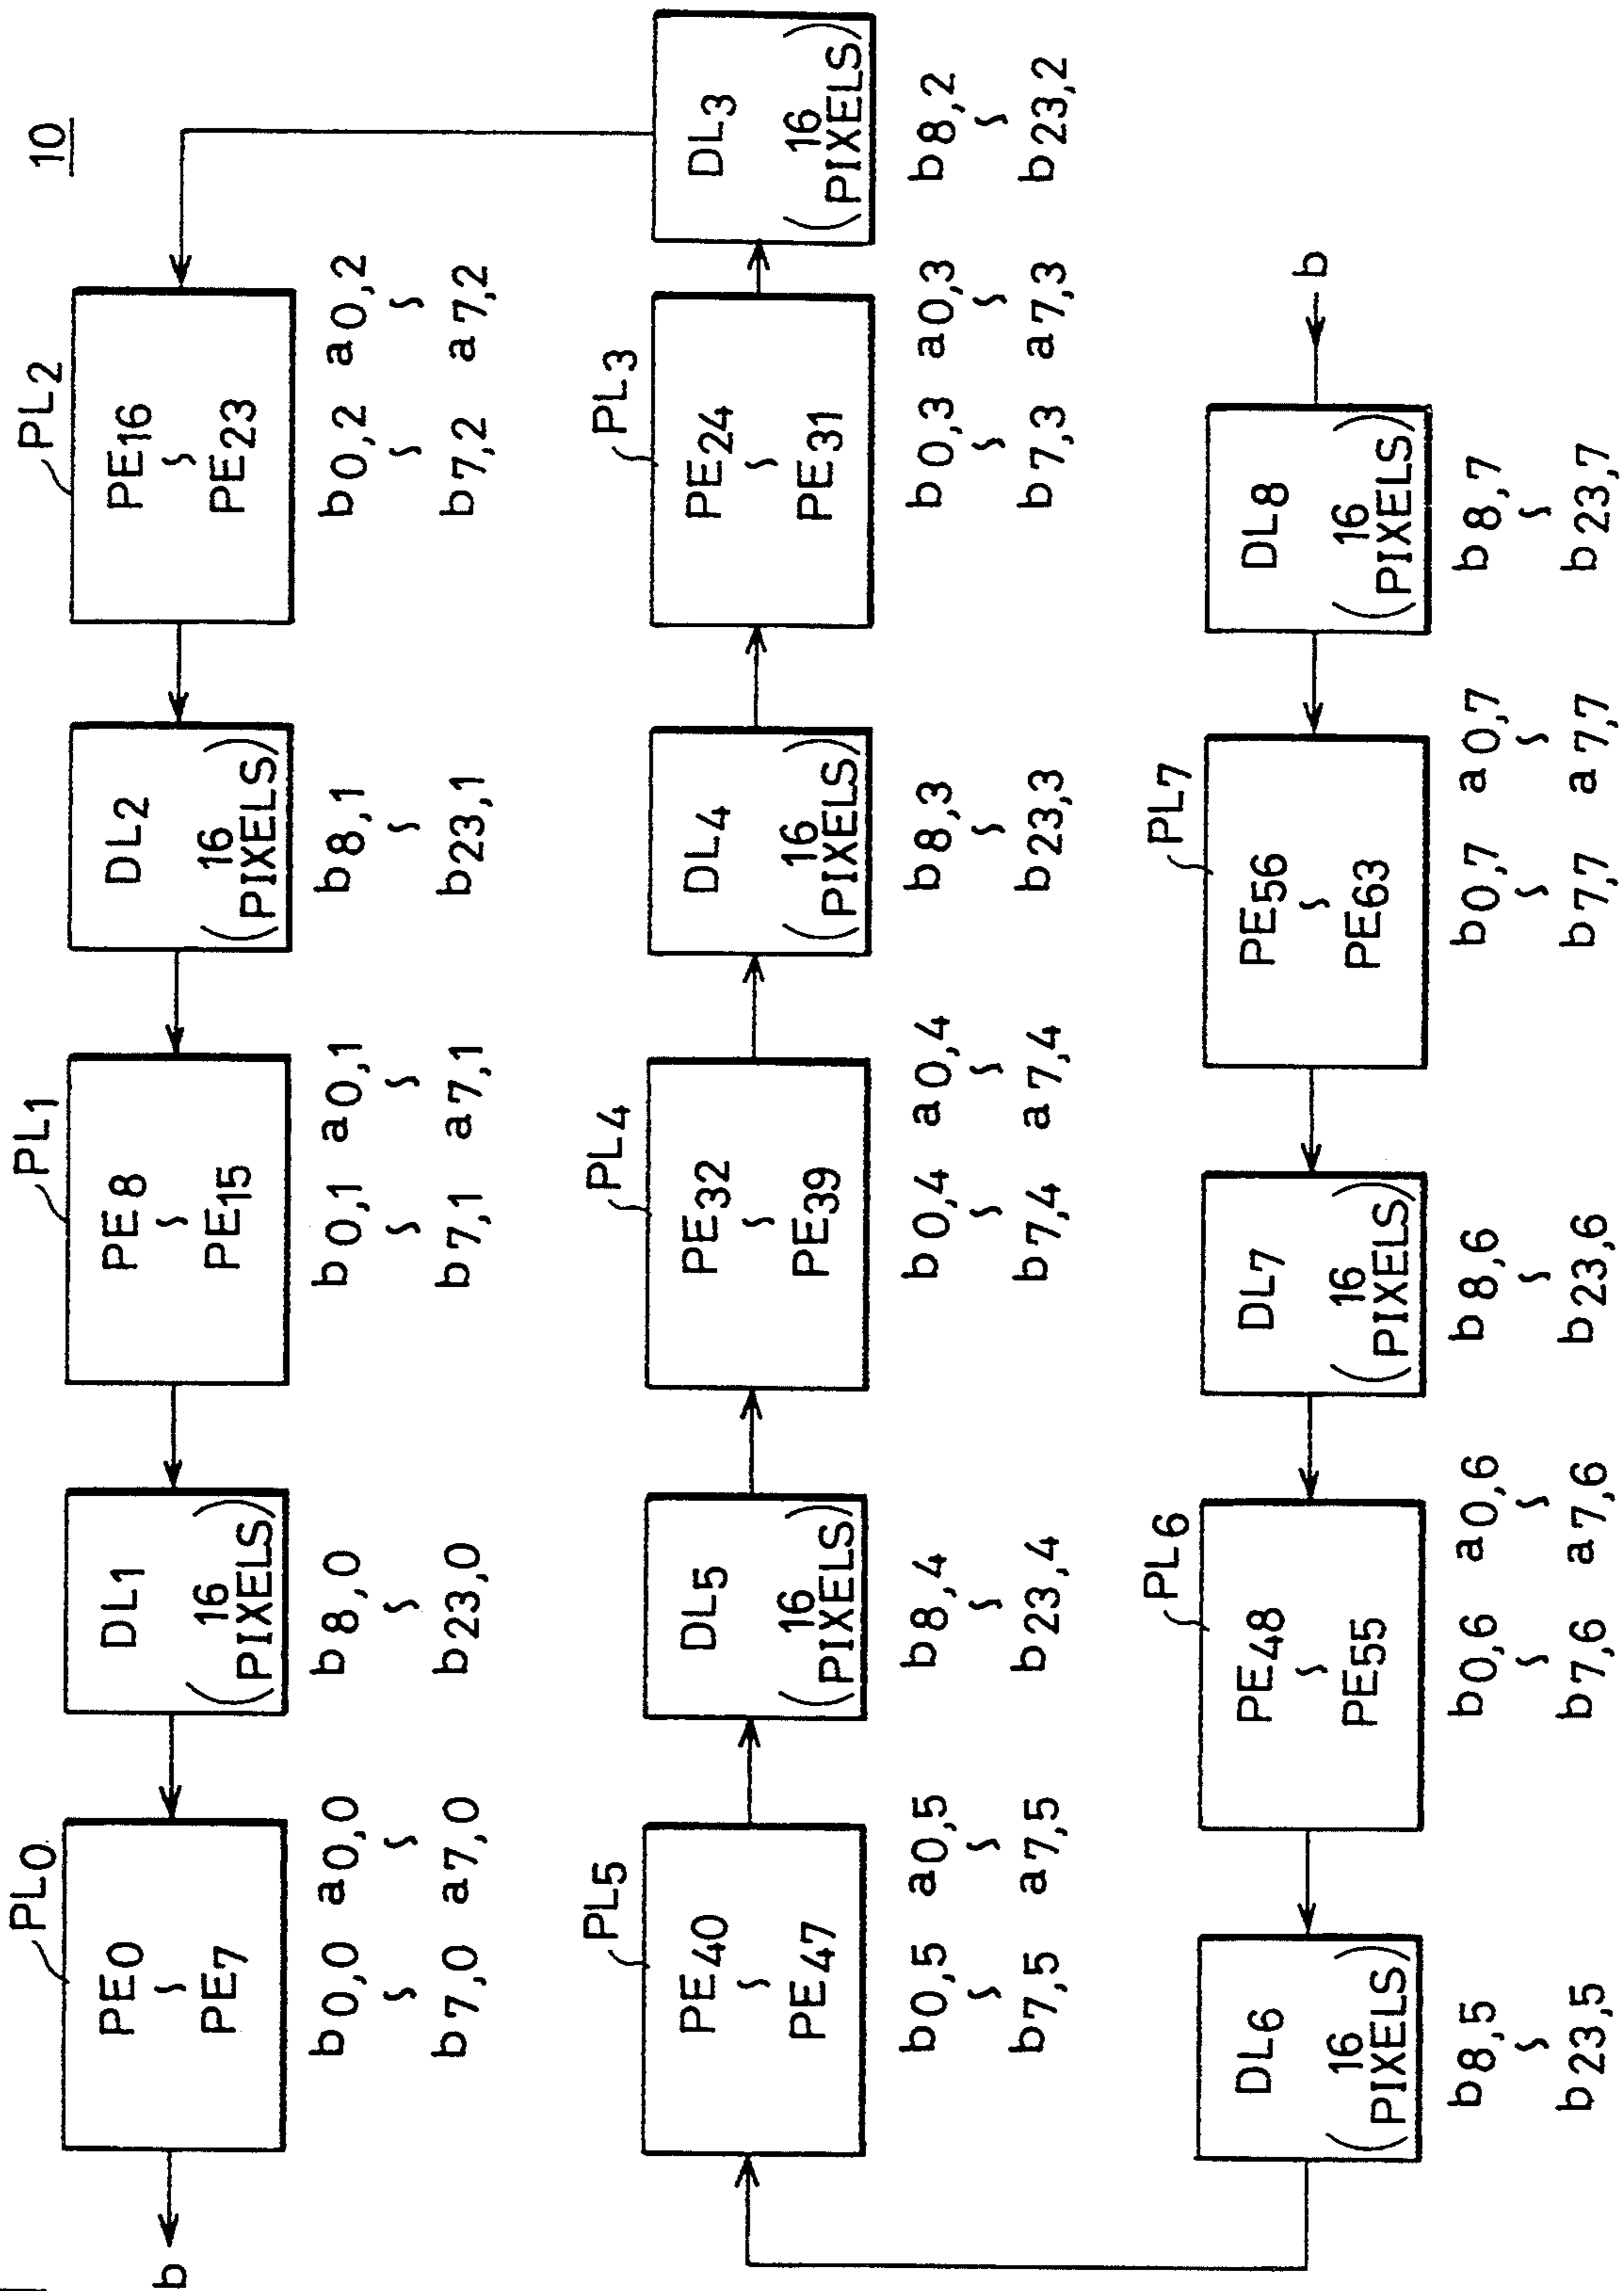 10
b
PL0
PE0
∫
PE7
b0,0 a0,0
∫ ∫
b7,0 a7,0
DL1
(16
PIXELS)
b8,0
∫
b23,0
PL1
PE8
∫
PE15
b0,1 a0,1
∫ ∫
b7,1 a7,1
DL2
(16
PIXELS)
b8,1
∫
b23,1
PL2
PE16
∫
PE23
b0,2 a0,2
∫ ∫
b7,2 a7,2
PL5
PE40
∫
PE47
b0,5 a0,5
∫ ∫
b7,5 a7,5
DL5
(16
PIXELS)
b8,4
∫
b23,4
PL4
PE32
∫
PE39
b0,4 a0,4
∫ ∫
b7,4 a7,4
DL4
(16
PIXELS)
b8,3
∫
b23,3
PL3
PE24
∫
PE31
b0,3 a0,3
∫ ∫
b7,3 a7,3
DL3
(16
PIXELS)
b8,2
∫
b23,2
DL6
(16
PIXELS)
b8,5
∫
b23,5
PL6
PE48
∫
PE55
b0,6 a0,6
∫ ∫
b7,6 a7,6
DL7
(16
PIXELS)
b8,6
∫
b23,6
PL7
PE56
∫
PE63
b0,7 a0,7
∫ ∫
b7,7 a7,7
DL8
(16
PIXELS)
b8,7
∫
b23,7
b